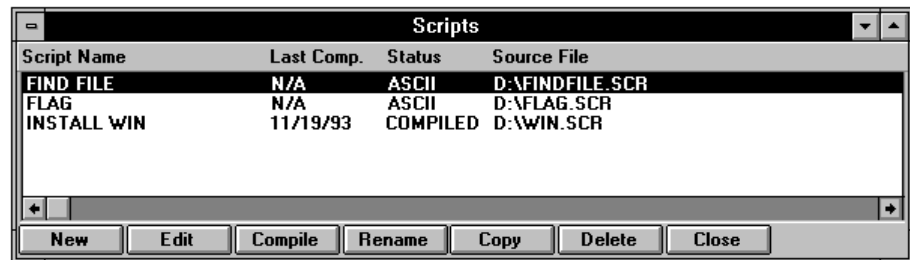 Scripts
Script Name Last Comp. Status Source File
FIND FILE N/A ASCII D:\FINDFILE.SCR
FLAG N/A ASCII D:\FLAG.SCR
INSTALL WIN 11/19/93 COMPILED D:\WIN.SCR
New Edit Compile Rename Copy Delete Close